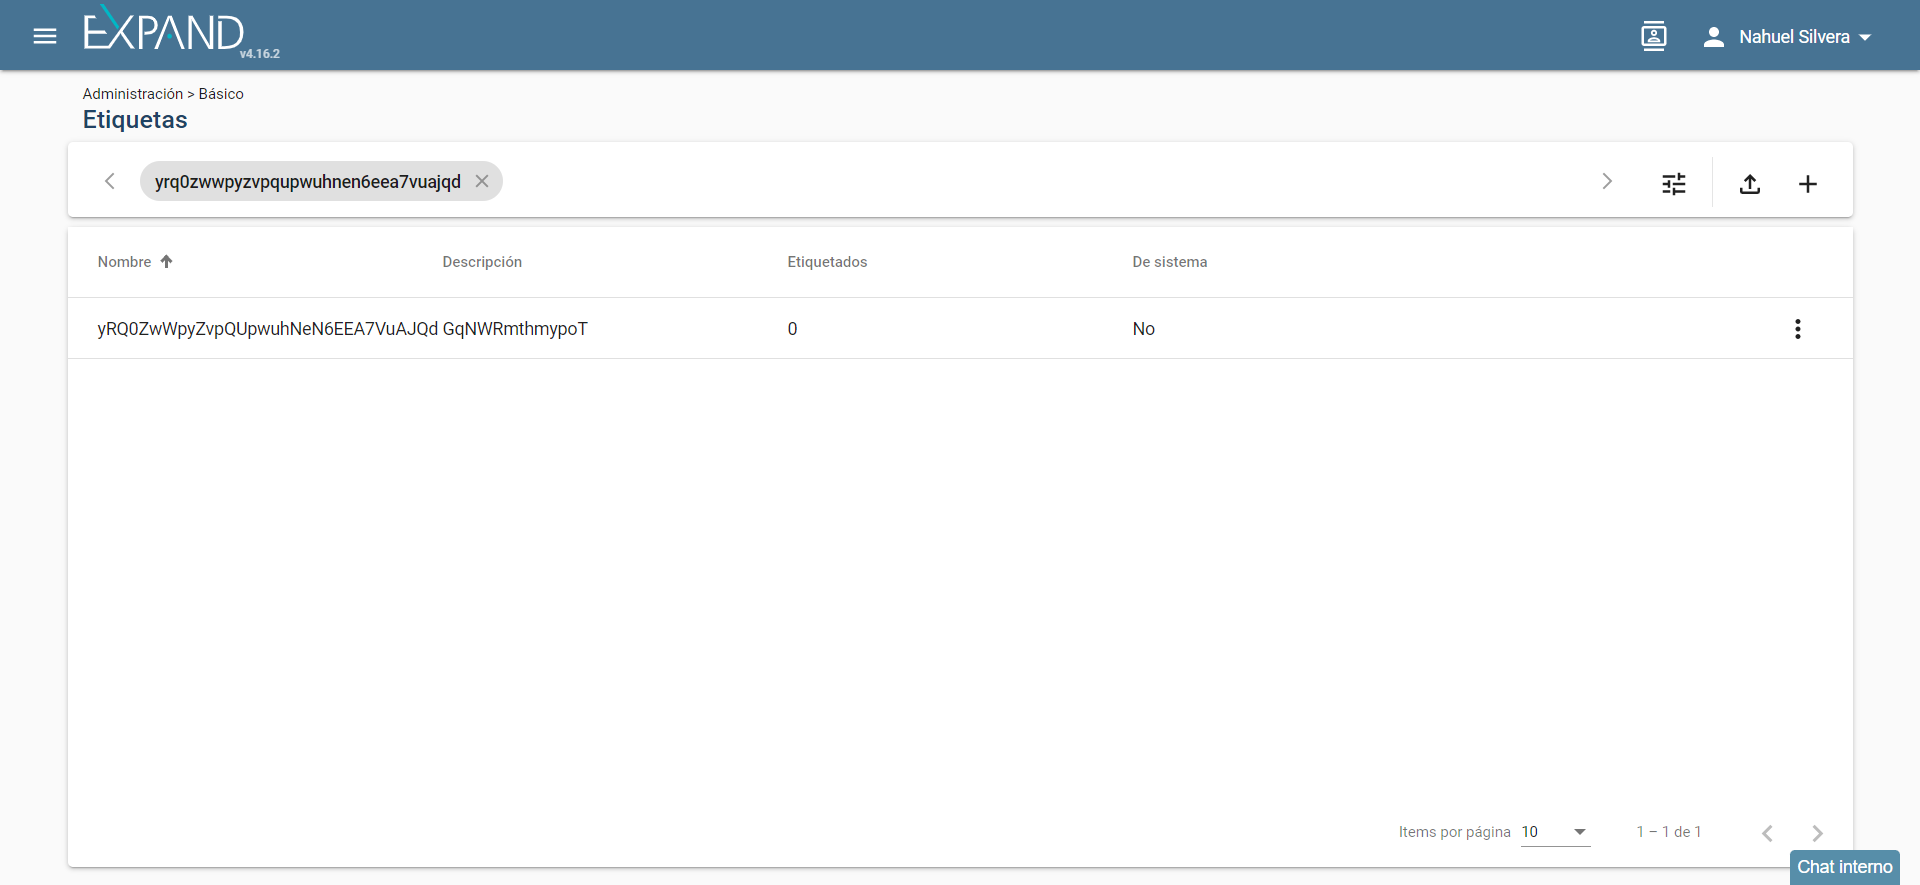 EXPAND
v4.16.2
Nahuel Silvera
Administración > Básico
Etiquetas
yrq0zwwpyzvpqupwuhnen6eea7vuajqd
Nombre Descripción Etiquetados De sistema
yRQ0ZwWpyZvpQUpwuhNeN6EEA7VuAJQd GqNWRmthmypoT 0 No
Items por página 10 1 – 1 de 1
Chat interno